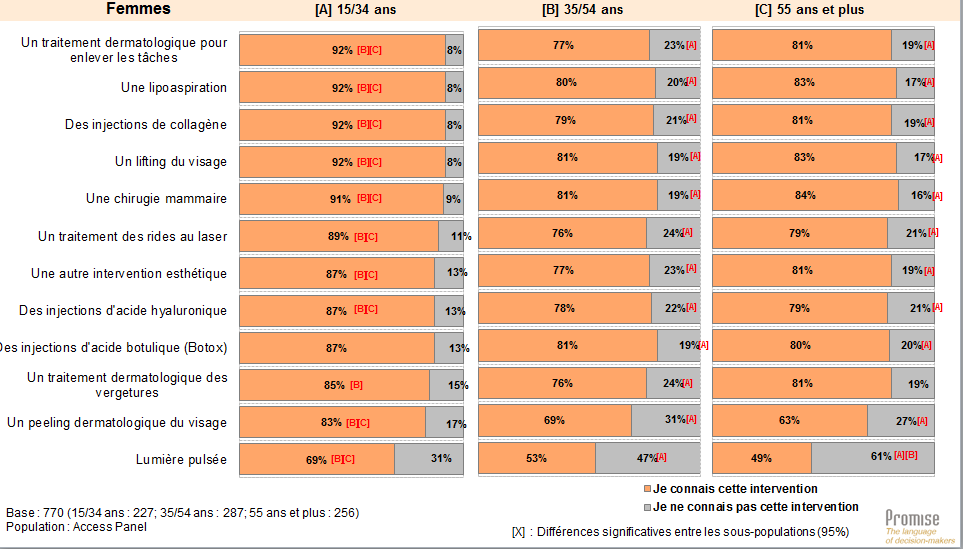 Femmes [A] 15/34 ans [B] 35/54 ans [C] 55 ans et plus
Un traitement dermatologique pour
enlever les tâches
92% [B][C] 8% 77% 23% [A] 81% 19% [A]
Une lipoaspiration 92% [B][C] 8% 80% 20% [A] 83% 17% [A]
Des injections de collagène 92% [B][C] 8% 79% 21% [A] 81% 19% [A]
Un lifting du visage 92% [B][C] 8% 81% 19% [A] 83% 17% [A]
Une chirugie mammaire 91% [B][C] 9% 81% 19% [A] 84% 16% [A]
Un traitement des rides au laser 89% [B][C] 11% 76% 24% [A] 79% 21% [A]
Une autre intervention esthétique 87% [B][C] 13% 77% 23% [A] 81% 19% [A]
Des injections d'acide hyaluronique 87% [B][C] 13% 78% 22% [A] 79% 21% [A]
Des injections d'acide botulique (Botox) 87% 13% 81% 19% [A] 80% 20% [A]
Un traitement dermatologique des
vergetures
85% [B] 15% 76% 24% [A] 81% 19%
Un peeling dermatologique du visage 83% [B][C] 17% 69% 31% [A] 63% 27% [A]
Lumière pulsée 69% [B][C] 31% 53% 47% [A] 49% 61% [A][B]
Je connais cette intervention
Je ne connais pas cette intervention
Base : 770 (15/34 ans : 227; 35/54 ans : 287; 55 ans et plus : 256)
Population : Access Panel
[X] : Différences significatives entre les sous-populations (95%)
Promise
The language
of decision-makers